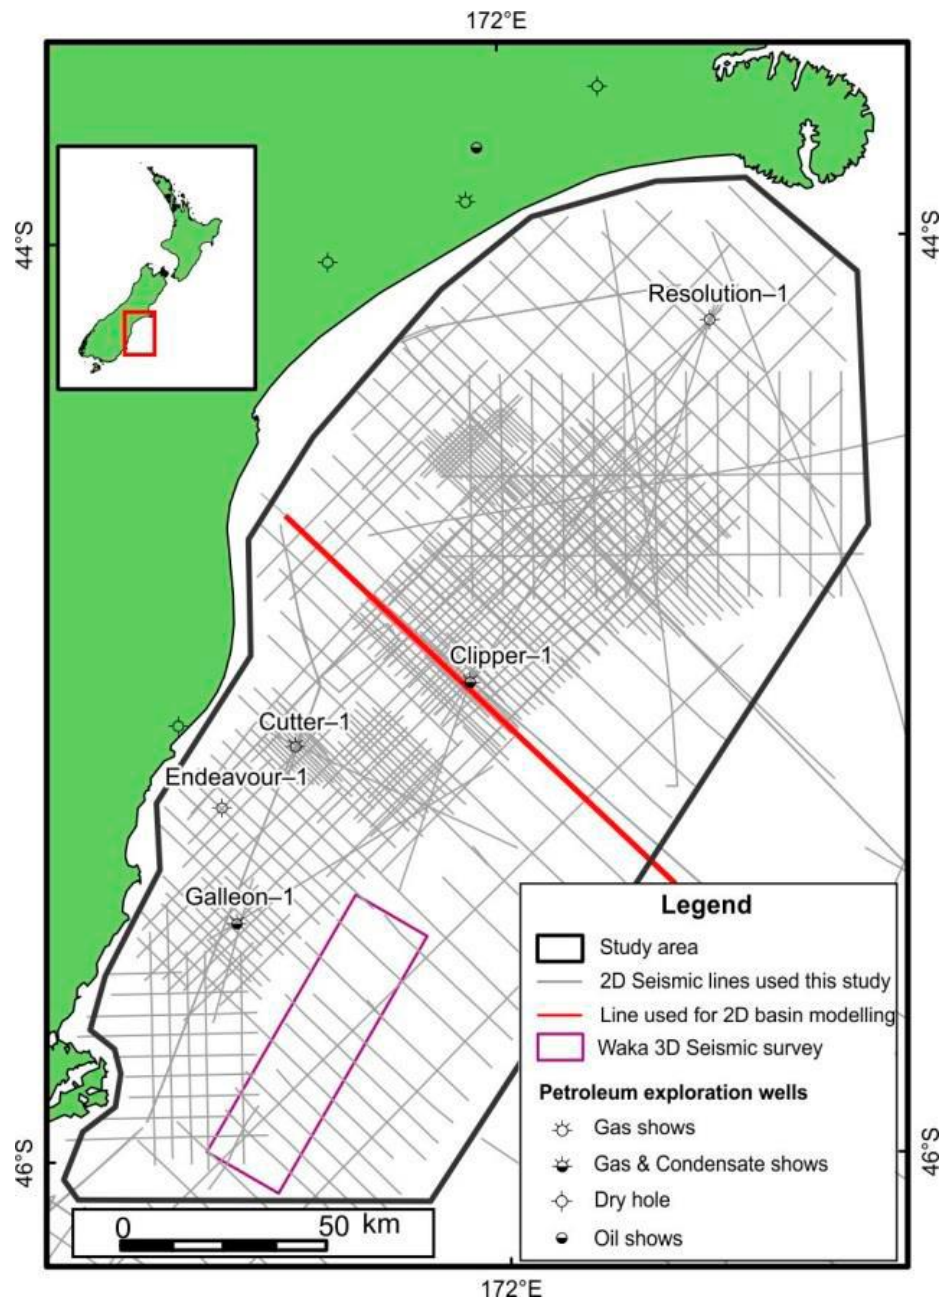 172°E
44°S
44°S
Resolution–1
Clipper–1
Cutter–1
Endeavour–1
Galleon–1
Legend
Study area
2D Seismic lines used this study
Line used for 2D basin modelling
Waka 3D Seismic survey
Petroleum exploration wells
Gas shows
Gas & Condensate shows
Dry hole
Oil shows
46°S
46°S
0 50 km
172°E